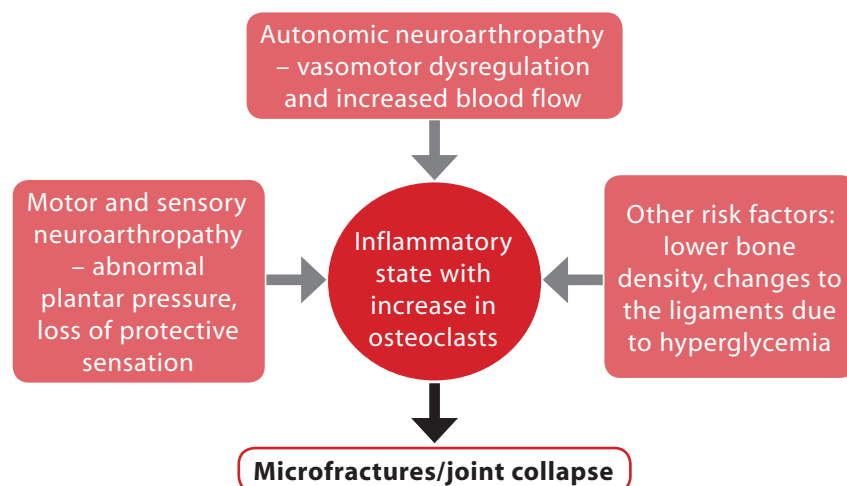 Autonomic neuroarthropathy
– vasomotor dysregulation
and increased blood flow
Motor and sensory
neuroarthropathy
– abnormal
plantar pressure,
loss of protective
sensation
Inflammatory
state with
increase in
osteoclasts
Other risk factors:
lower bone
density, changes to
the ligaments due
to hyperglycemia
Microfractures/joint collapse